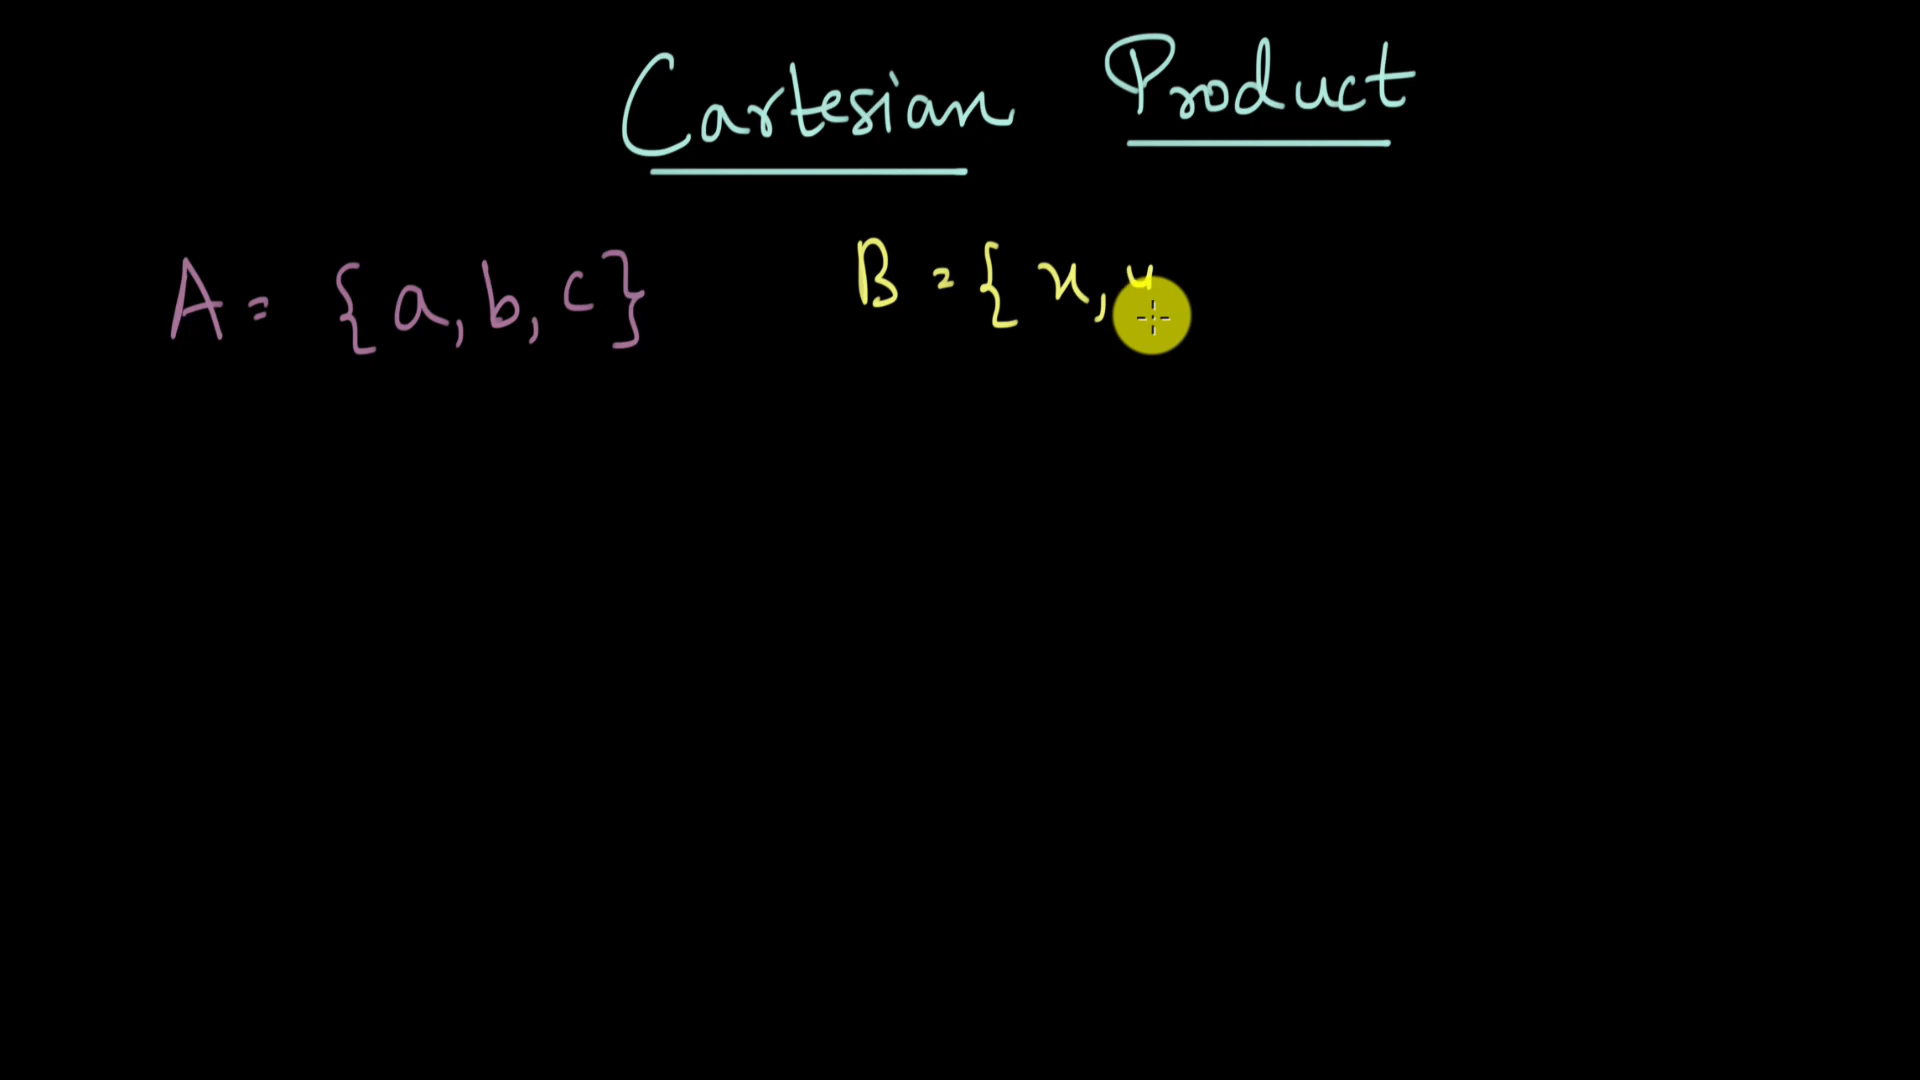 Cartesian Product
A = {a, b, c} B = { x, y